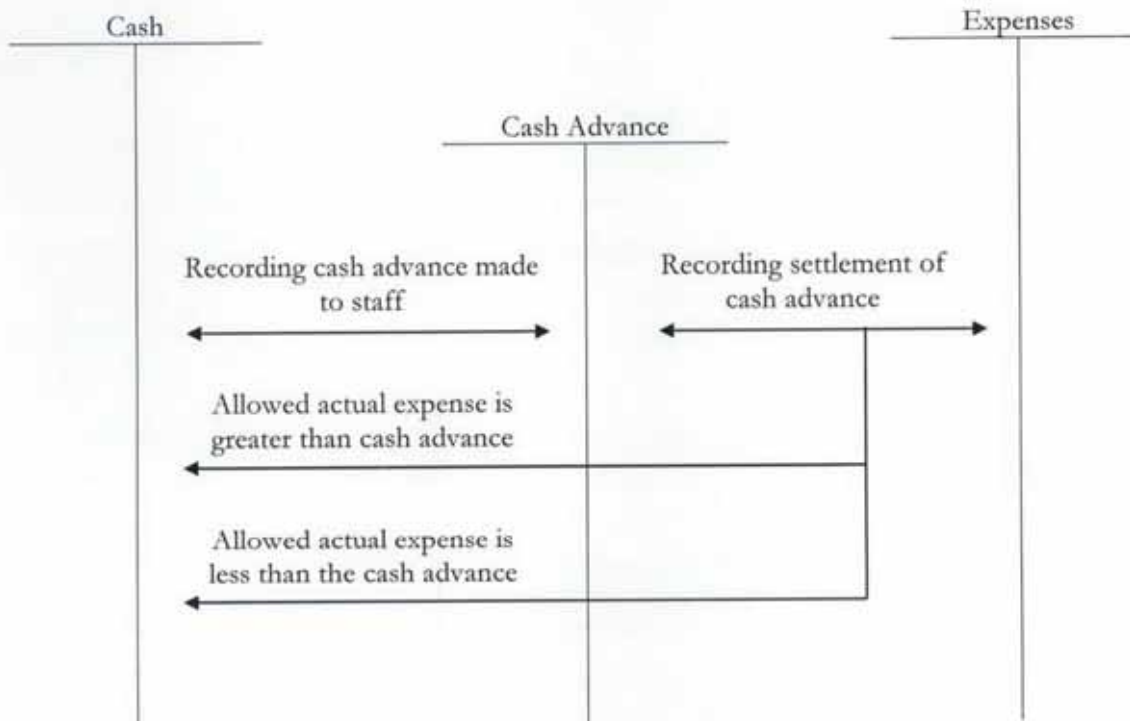 Cash
Expenses
Cash Advance
Recording cash advance made
to staff
Recording settlement of
cash advance
Allowed actual expense is
greater than cash advance
Allowed actual expense is
less than the cash advance